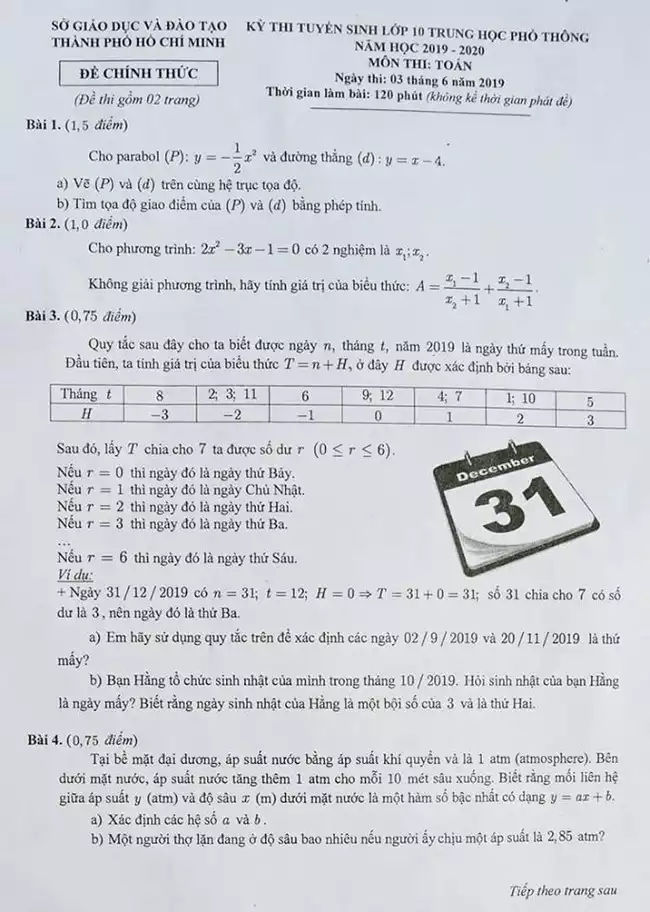 SỞ GIÁO DỤC VÀ ĐÀO TẠO
THÀNH PHỐ HỒ CHÍ MINH
ĐỀ CHÍNH THỨC
(Đề thi gồm 02 trang)
KỲ THI TUYỂN SINH LỚP 10 TRUNG HỌC PHỔ THÔNG
NĂM HỌC 2019 - 2020
MÔN THI: TOÁN
Ngày thi: 03 tháng 6 năm 2019
Thời gian làm bài: 120 phút (không kể thời gian phát đề)
Bài 1. (1,5 điểm)
Cho parabol (P): y = −1/2 x² và đường thẳng (d) : y = x − 4.
a) Vẽ (P) và (d) trên cùng hệ trục tọa độ.
b) Tìm tọa độ giao điểm của (P) và (d) bằng phép tính.
Bài 2. (1,0 điểm)
Cho phương trình: 2x² − 3x − 1 = 0 có 2 nghiệm là x₁; x₂.
Không giải phương trình, hãy tính giá trị của biểu thức: A = (x₁ − 1)/(x₂ + 1) + (x₂ − 1)/(x₁ + 1).
Bài 3. (0,75 điểm)
Quy tắc sau đây cho ta biết được ngày n, tháng t, năm 2019 là ngày thứ mấy trong tuần.
Đầu tiên, ta tính giá trị của biểu thức T = n + H, ở đây H được xác định bởi bảng sau:
Tháng t 8 2; 3; 11 6 9; 12 4; 7 1; 10 5
H −3 −2 −1 0 1 2 3
Sau đó, lấy T chia cho 7 ta được số dư r (0 ≤ r ≤ 6).
Nếu r = 0 thì ngày đó là ngày thứ Bảy.
Nếu r = 1 thì ngày đó là ngày Chủ Nhật.
Nếu r = 2 thì ngày đó là ngày thứ Hai.
Nếu r = 3 thì ngày đó là ngày thứ Ba.
...
Nếu r = 6 thì ngày đó là ngày thứ Sáu.
December
31
Ví dụ:
+ Ngày 31/12/2019 có n = 31; t = 12; H = 0 ⇒ T = 31 + 0 = 31; số 31 chia cho 7 có số
dư là 3, nên ngày đó là thứ Ba.
a) Em hãy sử dụng quy tắc trên để xác định các ngày 02/9/2019 và 20/11/2019 là thứ
mấy?
b) Bạn Hằng tổ chức sinh nhật của mình trong tháng 10/2019. Hỏi sinh nhật của bạn Hằng
là ngày mấy? Biết rằng ngày sinh nhật của Hằng là một bội số của 3 và là thứ Hai.
Bài 4. (0,75 điểm)
Tại bề mặt đại dương, áp suất nước bằng áp suất khí quyển và là 1 atm (atmosphere). Bên
dưới mặt nước, áp suất nước tăng thêm 1 atm cho mỗi 10 mét sâu xuống. Biết rằng mối liên hệ
giữa áp suất y (atm) và độ sâu x (m) dưới mặt nước là một hàm số bậc nhất có dạng y = ax + b.
a) Xác định các hệ số a và b.
b) Một người thợ lặn đang ở độ sâu bao nhiêu nếu người ấy chịu một áp suất là 2,85 atm?
Tiếp theo trang sau